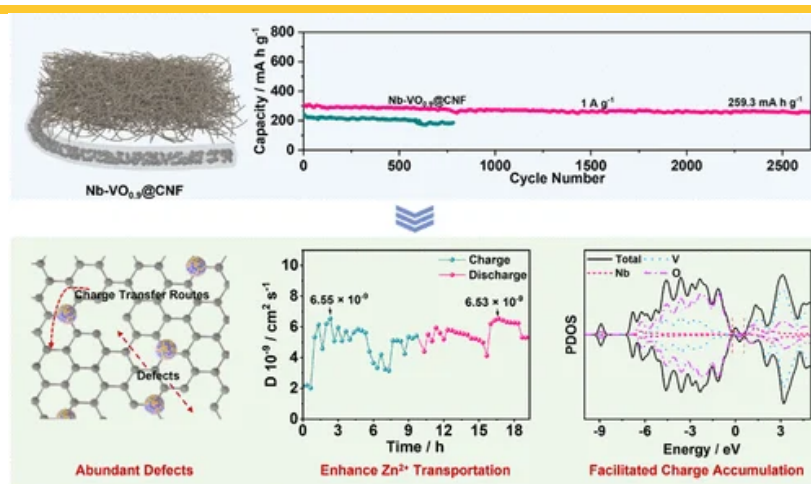 800
600
400
200
0
Capacity / mA h g⁻¹
Nb-VO₀.₉@CNF
1 A g⁻¹
259.3 mA h g⁻¹
0 500 1000 1500 2000 2500
Cycle Number
Nb-VO₀.₉@CNF
Charge Transfer Routes
Defects
Abundant Defects
10
8
6
4
2
0
D 10⁻⁹ / cm² s⁻¹
Charge
Discharge
6.55 × 10⁻⁹
6.53 × 10⁻⁹
0 3 6 9 12 15 18
Time / h
Enhance Zn²⁺ Transportation
Total V
Nb O
PDOS
-9 -6 -3 0 3
Energy / eV
Facilitated Charge Accumulation